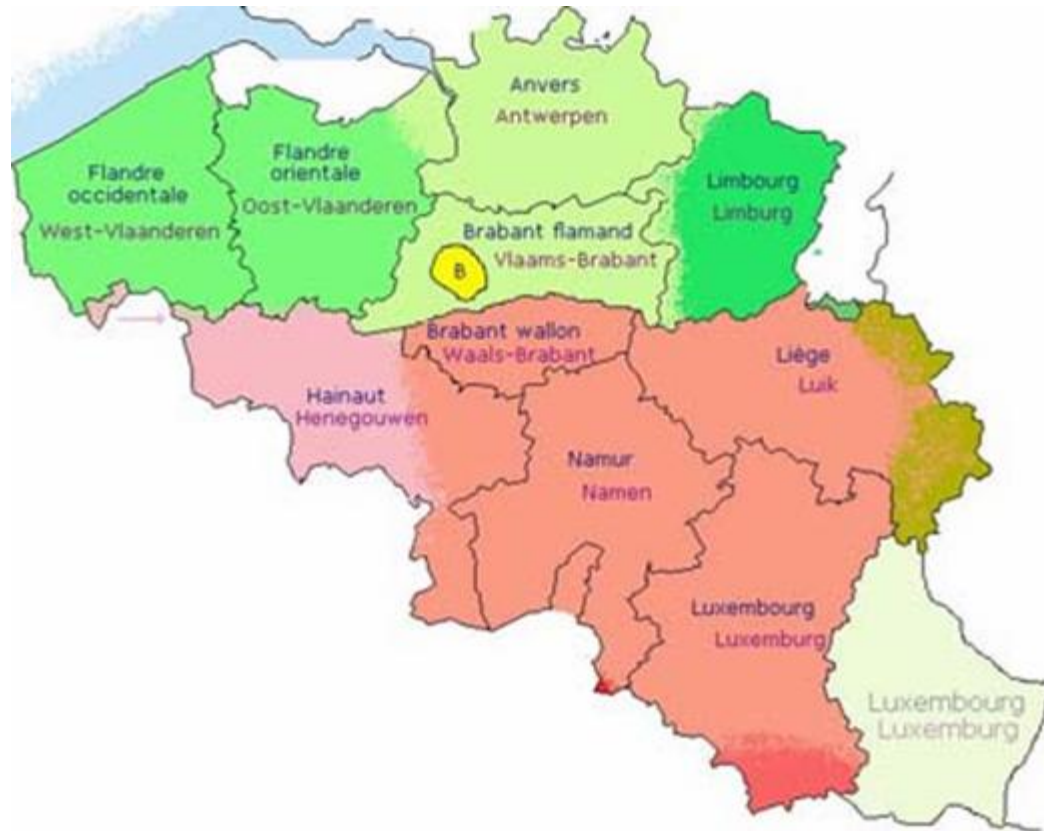 Anvers
Antwerpen
Flandre
occidentale
West-Vlaanderen
Flandre
orientale
Oost-Vlaanderen
Limbourg
Limburg
Brabant flamand
Vlaams-Brabant
B
Brabant wallon
Waals-Brabant
Liège
Luik
Hainaut
Henegouwen
Namur
Namen
Luxembourg
Luxemburg
Luxembourg
Luxemburg